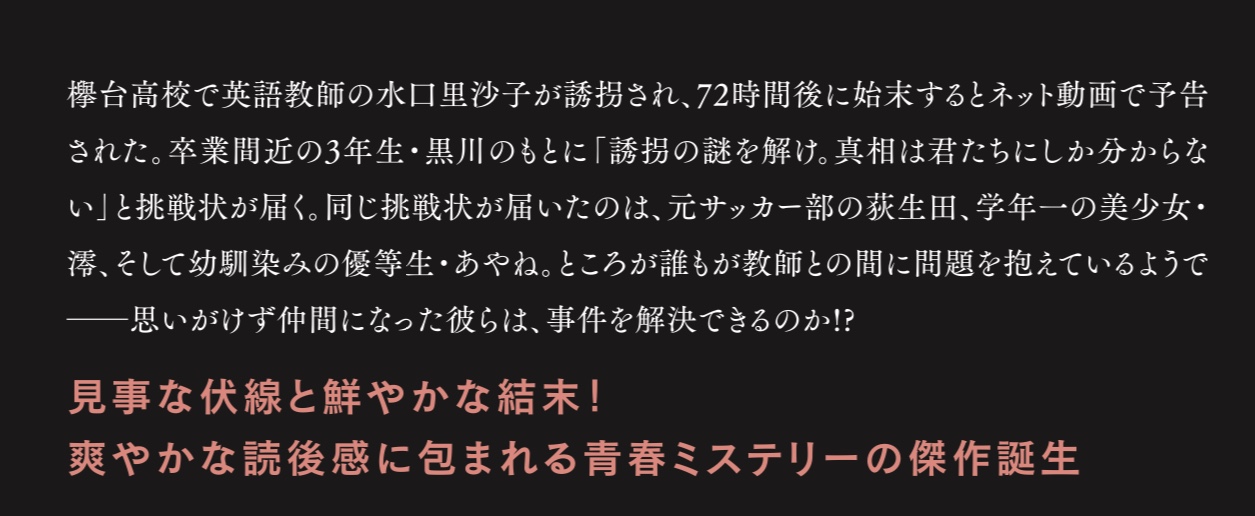 欅台高校で英語教師の水口里沙子が誘拐され、72時間後に始末するとネット動画で予告
された。卒業間近の3年生・黒川のもとに「誘拐の謎を解け。真相は君たちにしか分からな
い」と挑戦状が届く。同じ挑戦状が届いたのは、元サッカー部の荻生田、学年一の美少女・
澪、そして幼馴染みの優等生・あやね。ところが誰もが教師との間に問題を抱えているようで
──思いがけず仲間になった彼らは、事件を解決できるのか!?
見事な伏線と鮮やかな結末！
爽やかな読後感に包まれる青春ミステリーの傑作誕生